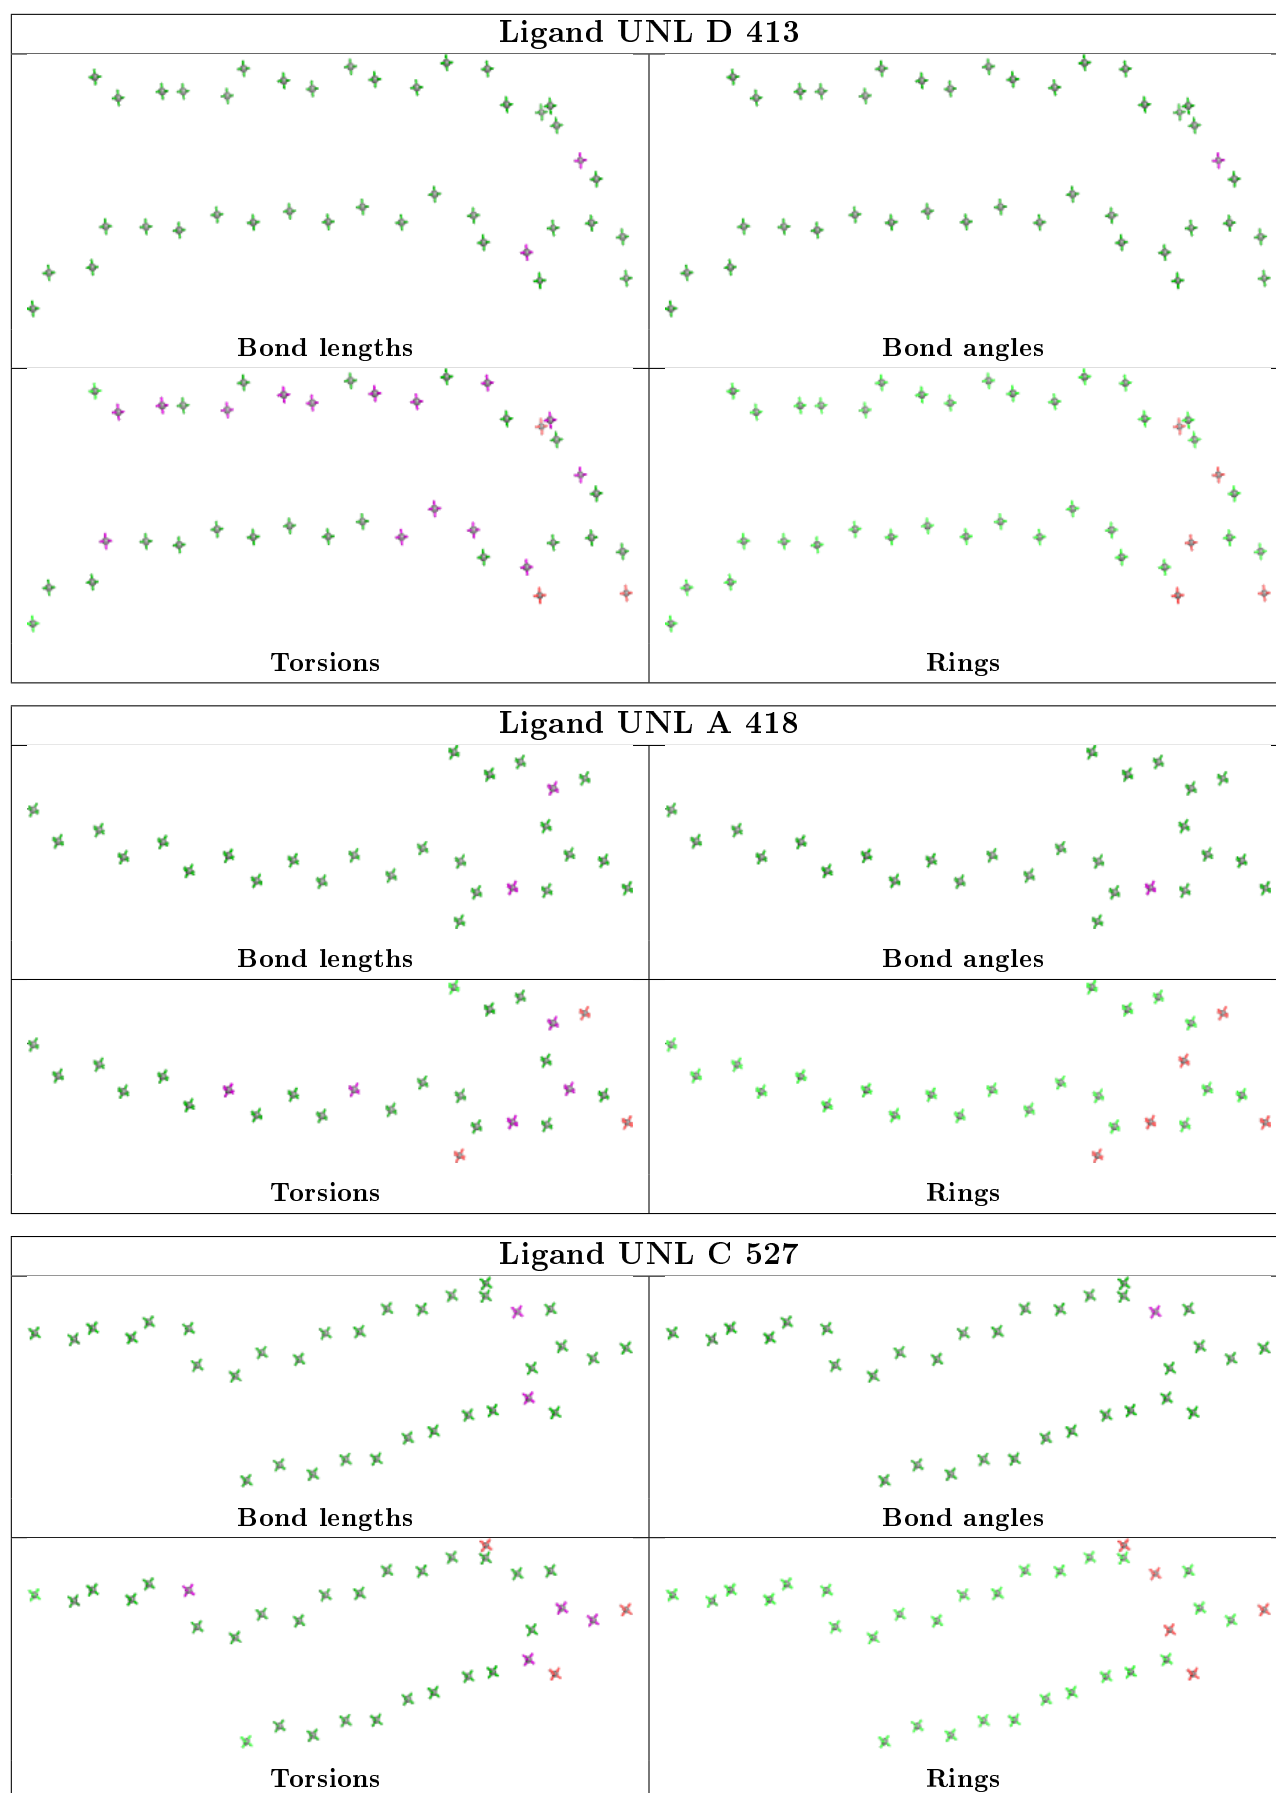 Ligand UNL D 413
Bond lengths
Bond angles
Torsions
Rings
Ligand UNL A 418
Bond lengths
Bond angles
Torsions
Rings
Ligand UNL C 527
Bond lengths
Bond angles
Torsions
Rings